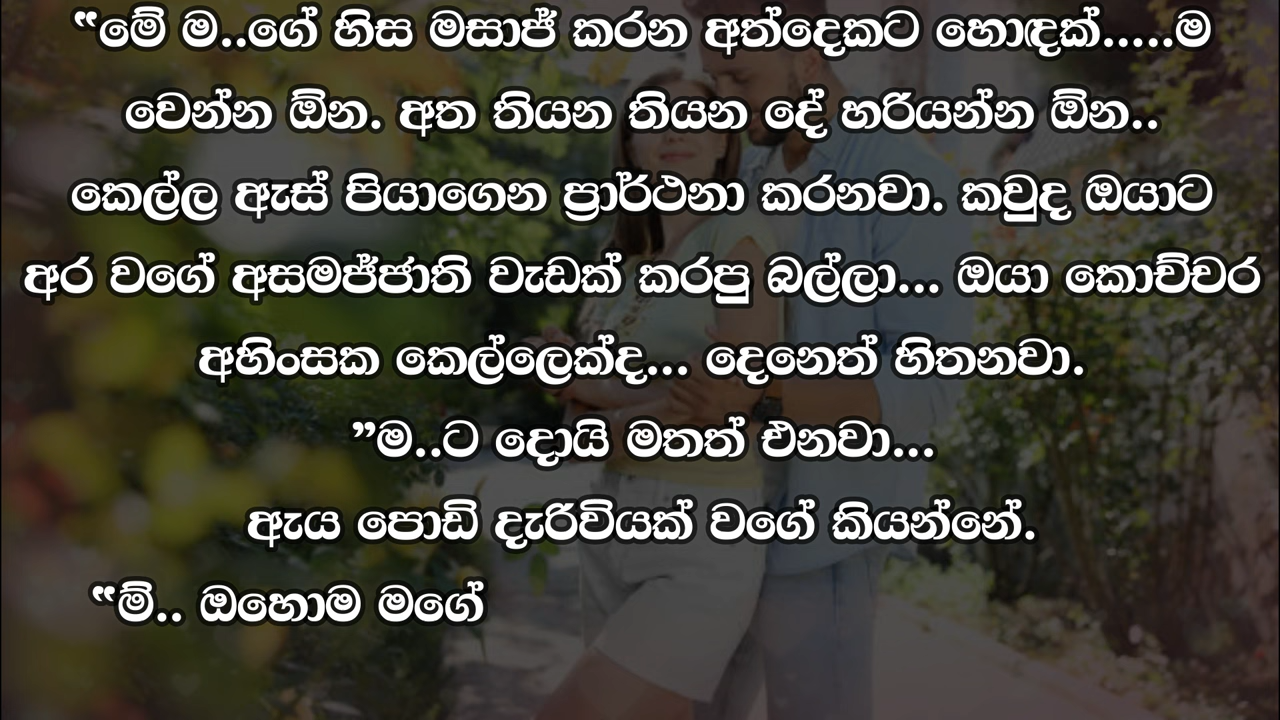 “මේ ම..ගේ හිස මසාජ් කරන අත්දෙකට හොඳක්.....ම
වෙන්න ඕන. අත තියන තියන දේ හරියන්න ඕන..
කෙල්ල ඇස් පියාගෙන ප්‍රාර්ථනා කරනවා. කවුද ඔයාට
අර වගේ අසමජ්ජාති වැඩක් කරපු බල්ලා... ඔයා කොච්චර
අහිංසක කෙල්ලෙක්ද... දෙනෙත් හිතනවා.
”ම..ට දොයි මතත් එනවා...
ඇය පොඩි දැරිවියක් වගේ කියන්නේ.
“ම්.. ඔහොම මගේ